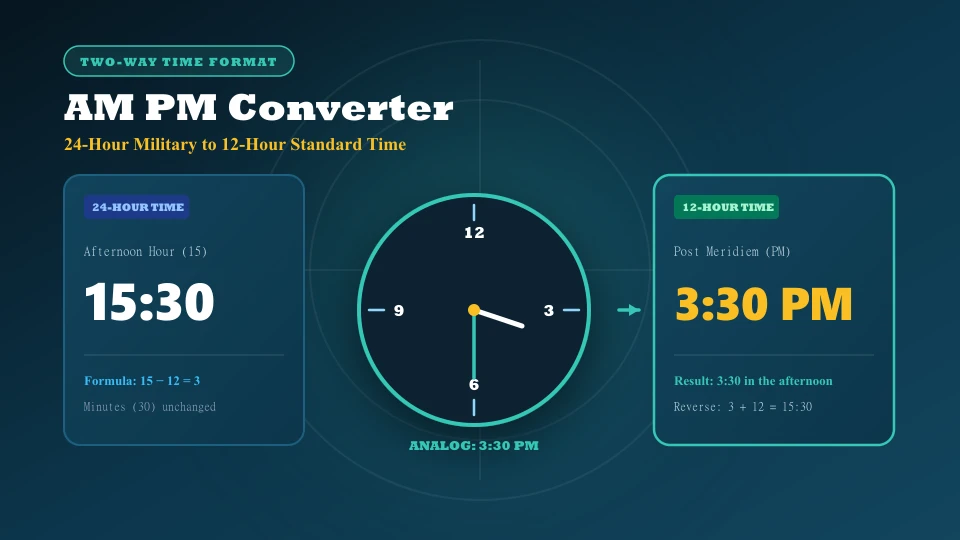 TWO-WAY TIME FORMAT
AM PM Converter
24-Hour Military to 12-Hour Standard Time
24-HOUR TIME
Afternoon Hour (15)
15:30
Formula: 15 − 12 = 3
Minutes (30) unchanged
12
9
3
6
ANALOG: 3:30 PM
12-HOUR TIME
Post Meridiem (PM)
3:30 PM
Result: 3:30 in the afternoon
Reverse: 3 + 12 = 15:30